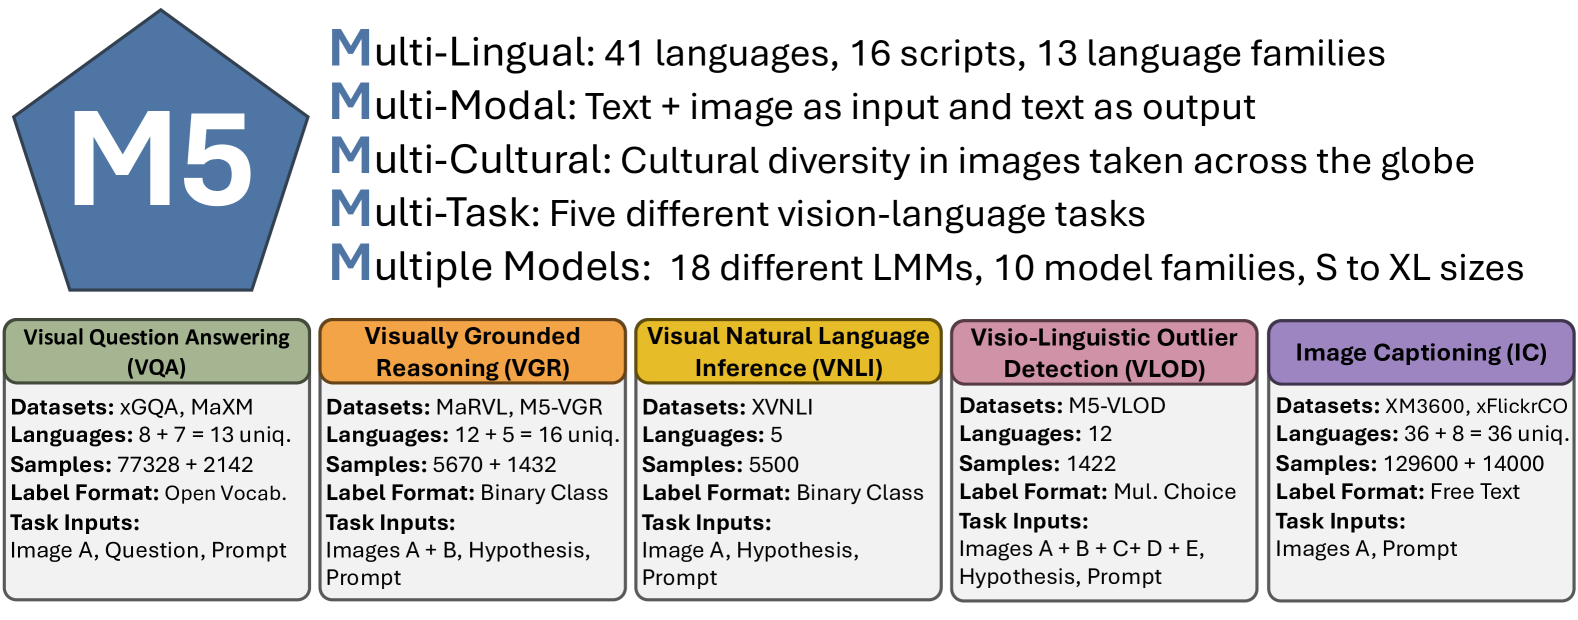 M5
Multi-Lingual: 41 languages, 16 scripts, 13 language families
Multi-Modal: Text + image as input and text as output
Multi-Cultural: Cultural diversity in images taken across the globe
Multi-Task: Five different vision-language tasks
Multiple Models: 18 different LMMs, 10 model families, S to XL sizes
Visual Question Answering
(VQA)
Datasets: xGQA, MaXM
Languages: 8 + 7 = 13 uniq.
Samples: 77328 + 2142
Label Format: Open Vocab.
Task Inputs:
Image A, Question, Prompt
Visually Grounded
Reasoning (VGR)
Datasets: MaRVL, M5-VGR
Languages: 12 + 5 = 16 uniq.
Samples: 5670 + 1432
Label Format: Binary Class
Task Inputs:
Images A + B, Hypothesis,
Prompt
Visual Natural Language
Inference (VNLI)
Datasets: XVNLI
Languages: 5
Samples: 5500
Label Format: Binary Class
Task Inputs:
Image A, Hypothesis,
Prompt
Visio-Linguistic Outlier
Detection (VLOD)
Datasets: M5-VLOD
Languages: 12
Samples: 1422
Label Format: Mul. Choice
Task Inputs:
Images A + B + C+ D + E,
Hypothesis, Prompt
Image Captioning (IC)
Datasets: XM3600, xFlickrCO
Languages: 36 + 8 = 36 uniq.
Samples: 129600 + 14000
Label Format: Free Text
Task Inputs:
Images A, Prompt